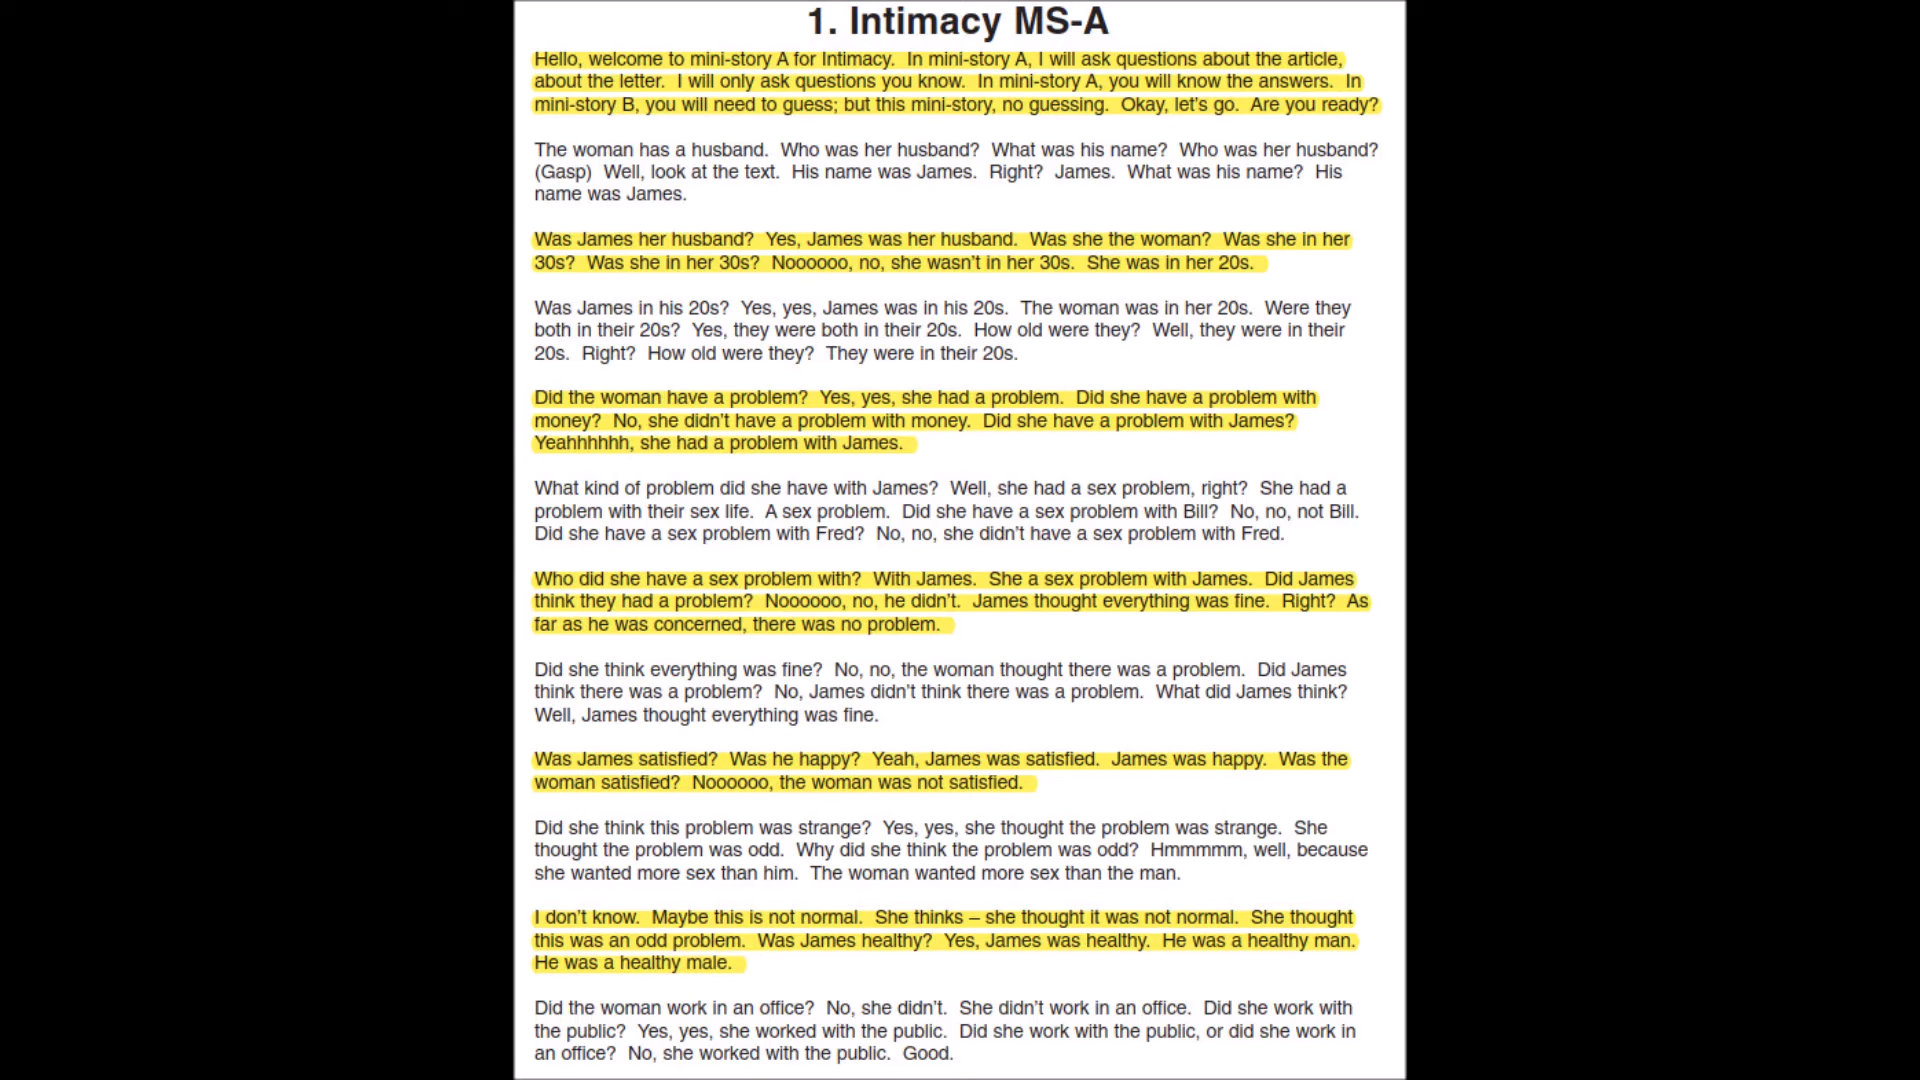 1. Intimacy MS-A
Hello, welcome to mini-story A for Intimacy.  In mini-story A, I will ask questions about the article,
about the letter.  I will only ask questions you know.  In mini-story A, you will know the answers.  In
mini-story B, you will need to guess; but this mini-story, no guessing.  Okay, let's go.  Are you ready?
The woman has a husband.  Who was her husband?  What was his name?  Who was her husband?
(Gasp)  Well, look at the text.  His name was James.  Right?  James.  What was his name?  His
name was James.
Was James her husband?  Yes, James was her husband.  Was she the woman?  Was she in her
30s?  Was she in her 30s?  Noooooo, no, she wasn't in her 30s.  She was in her 20s.
Was James in his 20s?  Yes, yes, James was in his 20s.  The woman was in her 20s.  Were they
both in their 20s?  Yes, they were both in their 20s.  How old were they?  Well, they were in their
20s.  Right?  How old were they?  They were in their 20s.
Did the woman have a problem?  Yes, yes, she had a problem.  Did she have a problem with
money?  No, she didn't have a problem with money.  Did she have a problem with James?
Yeahhhhhh, she had a problem with James.
What kind of problem did she have with James?  Well, she had a sex problem, right?  She had a
problem with their sex life.  A sex problem.  Did she have a sex problem with Bill?  No, no, not Bill.
Did she have a sex problem with Fred?  No, no, she didn't have a sex problem with Fred.
Who did she have a sex problem with?  With James.  She a sex problem with James.  Did James
think they had a problem?  Noooooo, no, he didn't.  James thought everything was fine.  Right?  As
far as he was concerned, there was no problem.
Did she think everything was fine?  No, no, the woman thought there was a problem.  Did James
think there was a problem?  No, James didn't think there was a problem.  What did James think?
Well, James thought everything was fine.
Was James satisfied?  Was he happy?  Yeah, James was satisfied.  James was happy.  Was the
woman satisfied?  Noooooo, the woman was not satisfied.
Did she think this problem was strange?  Yes, yes, she thought the problem was strange.  She
thought the problem was odd.  Why did she think the problem was odd?  Hmmmmm, well, because
she wanted more sex than him.  The woman wanted more sex than the man.
I don't know.  Maybe this is not normal.  She thinks – she thought it was not normal.  She thought
this was an odd problem.  Was James healthy?  Yes, James was healthy.  He was a healthy man.
He was a healthy male.
Did the woman work in an office?  No, she didn't.  She didn't work in an office.  Did she work with
the public?  Yes, yes, she worked with the public.  Did she work with the public, or did she work in
an office?  No, she worked with the public.  Good.